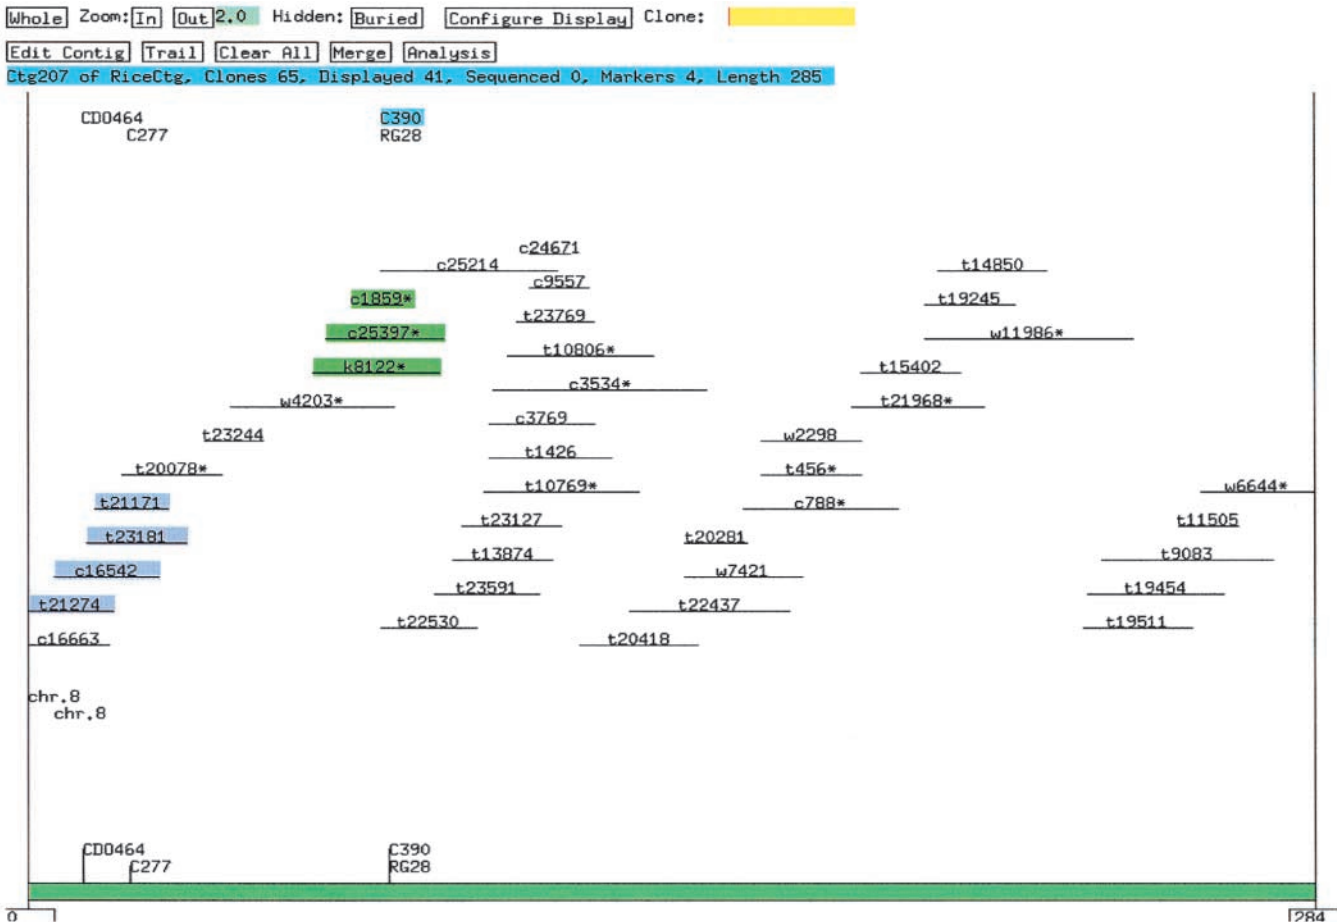 Whole Zoom: In Out 2.0 Hidden: Buried Configure Display Clone:
Edit Contig Trail Clear All Merge Analysis
Ctg207 of RiceCtg, Clones 65, Displayed 41, Sequenced 0, Markers 4, Length 285
CDO464 C390
C277 RG28
c24671
c25214 t14850
c9557
c1859* t19245
t23769
c25397* w11986*
t10806*
k8122* t15402
c3534*
w4203* t21968*
c3769
t23244 w2298
t1426
t20078* t456*
t10769* w6644*
t21171 c788*
t23127 t11505
t23181 t20281
t13874 t9083
c16542 w7421
t23591 t19454
t21274 t22437
t22530 t19511
c16663 t20418
chr.8
chr.8
CDO464 C390
C277 RG28
0 284